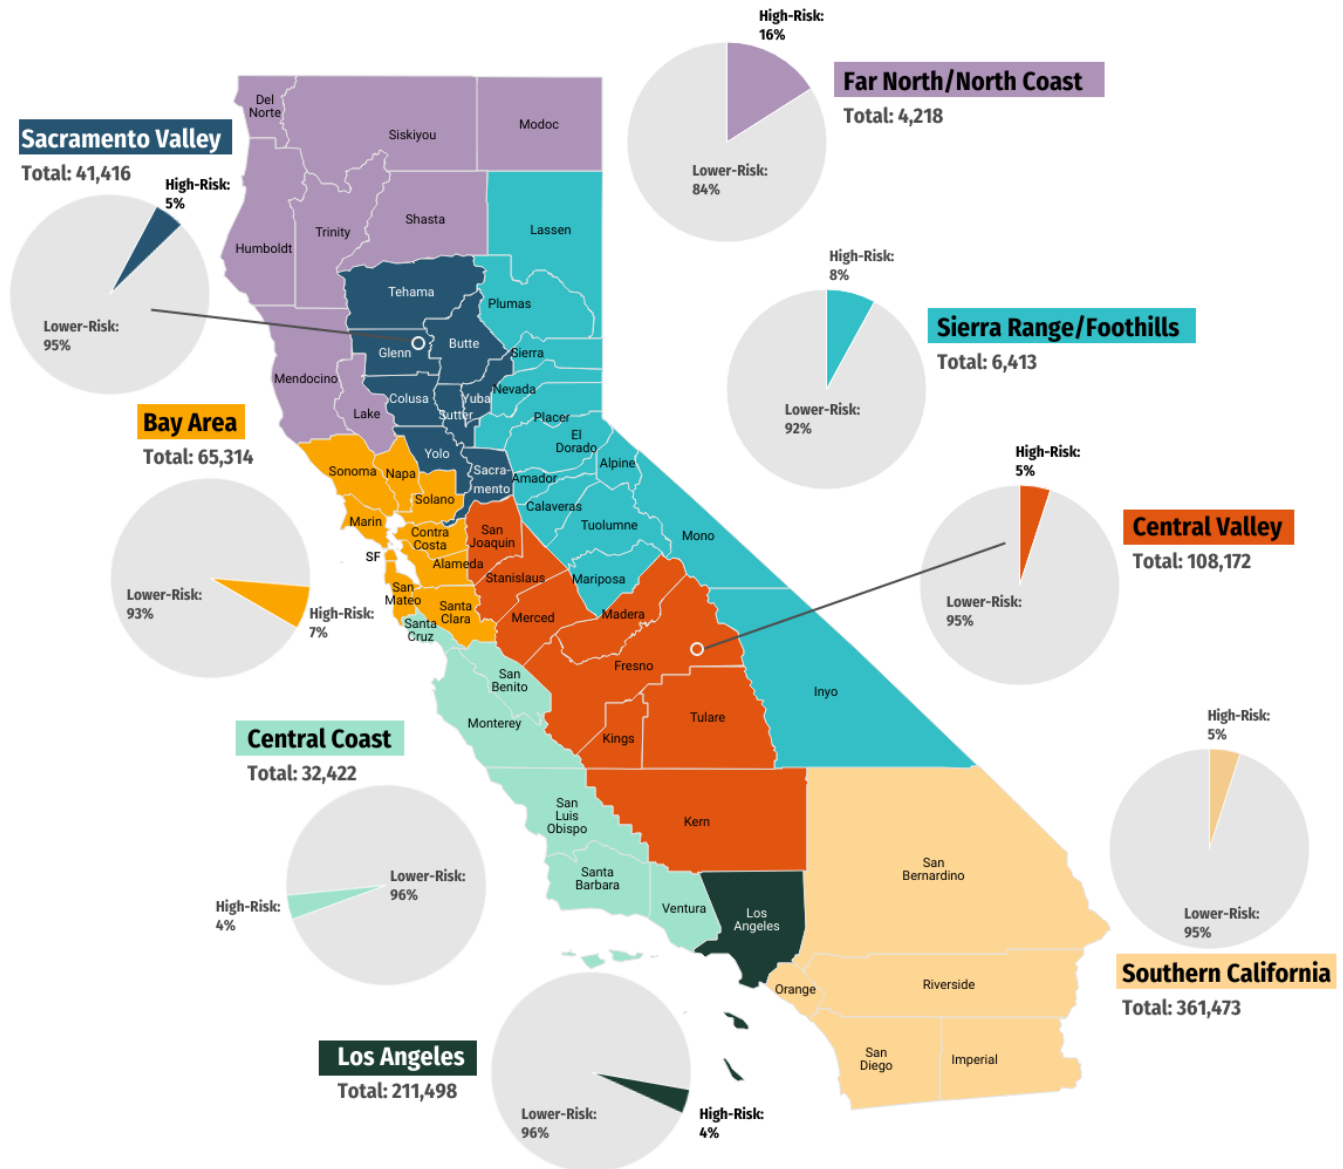 High-Risk:
16%
Far North/North Coast
Total: 4,218
Lower-Risk:
84%
Sacramento Valley
Total: 41,416
High-Risk:
5%
Lower-Risk:
95%
Del
Norte
Siskiyou
Modoc
Humboldt
Trinity
Shasta
Lassen
Tehama
Plumas
Glenn
Butte
Sierra
Mendocino
Lake
Colusa
Sutter
Yuba
Nevada
Placer
El
Dorado
Yolo
Sacra-
mento
Amador
Alpine
Calaveras
Tuolumne
Mono
Mariposa
High-Risk:
8%
Sierra Range/Foothills
Total: 6,413
Lower-Risk:
92%
Bay Area
Total: 65,314
Lower-Risk:
93%
High-Risk:
7%
Sonoma
Napa
Solano
Marin
Contra
Costa
SF
Alameda
San
Mateo
Santa
Clara
Santa
Cruz
San
Joaquin
Stanislaus
Merced
Madera
Fresno
Kings
Tulare
Inyo
Kern
High-Risk:
5%
Central Valley
Total: 108,172
Lower-Risk:
95%
San
Benito
Monterey
San
Luis
Obispo
Santa
Barbara
Ventura
Central Coast
Total: 32,422
Lower-Risk:
96%
High-Risk:
4%
Los
Angeles
San
Bernardino
Orange
Riverside
San
Diego
Imperial
High-Risk:
5%
Lower-Risk:
95%
Southern California
Total: 361,473
Los Angeles
Total: 211,498
Lower-Risk:
96%
High-Risk:
4%